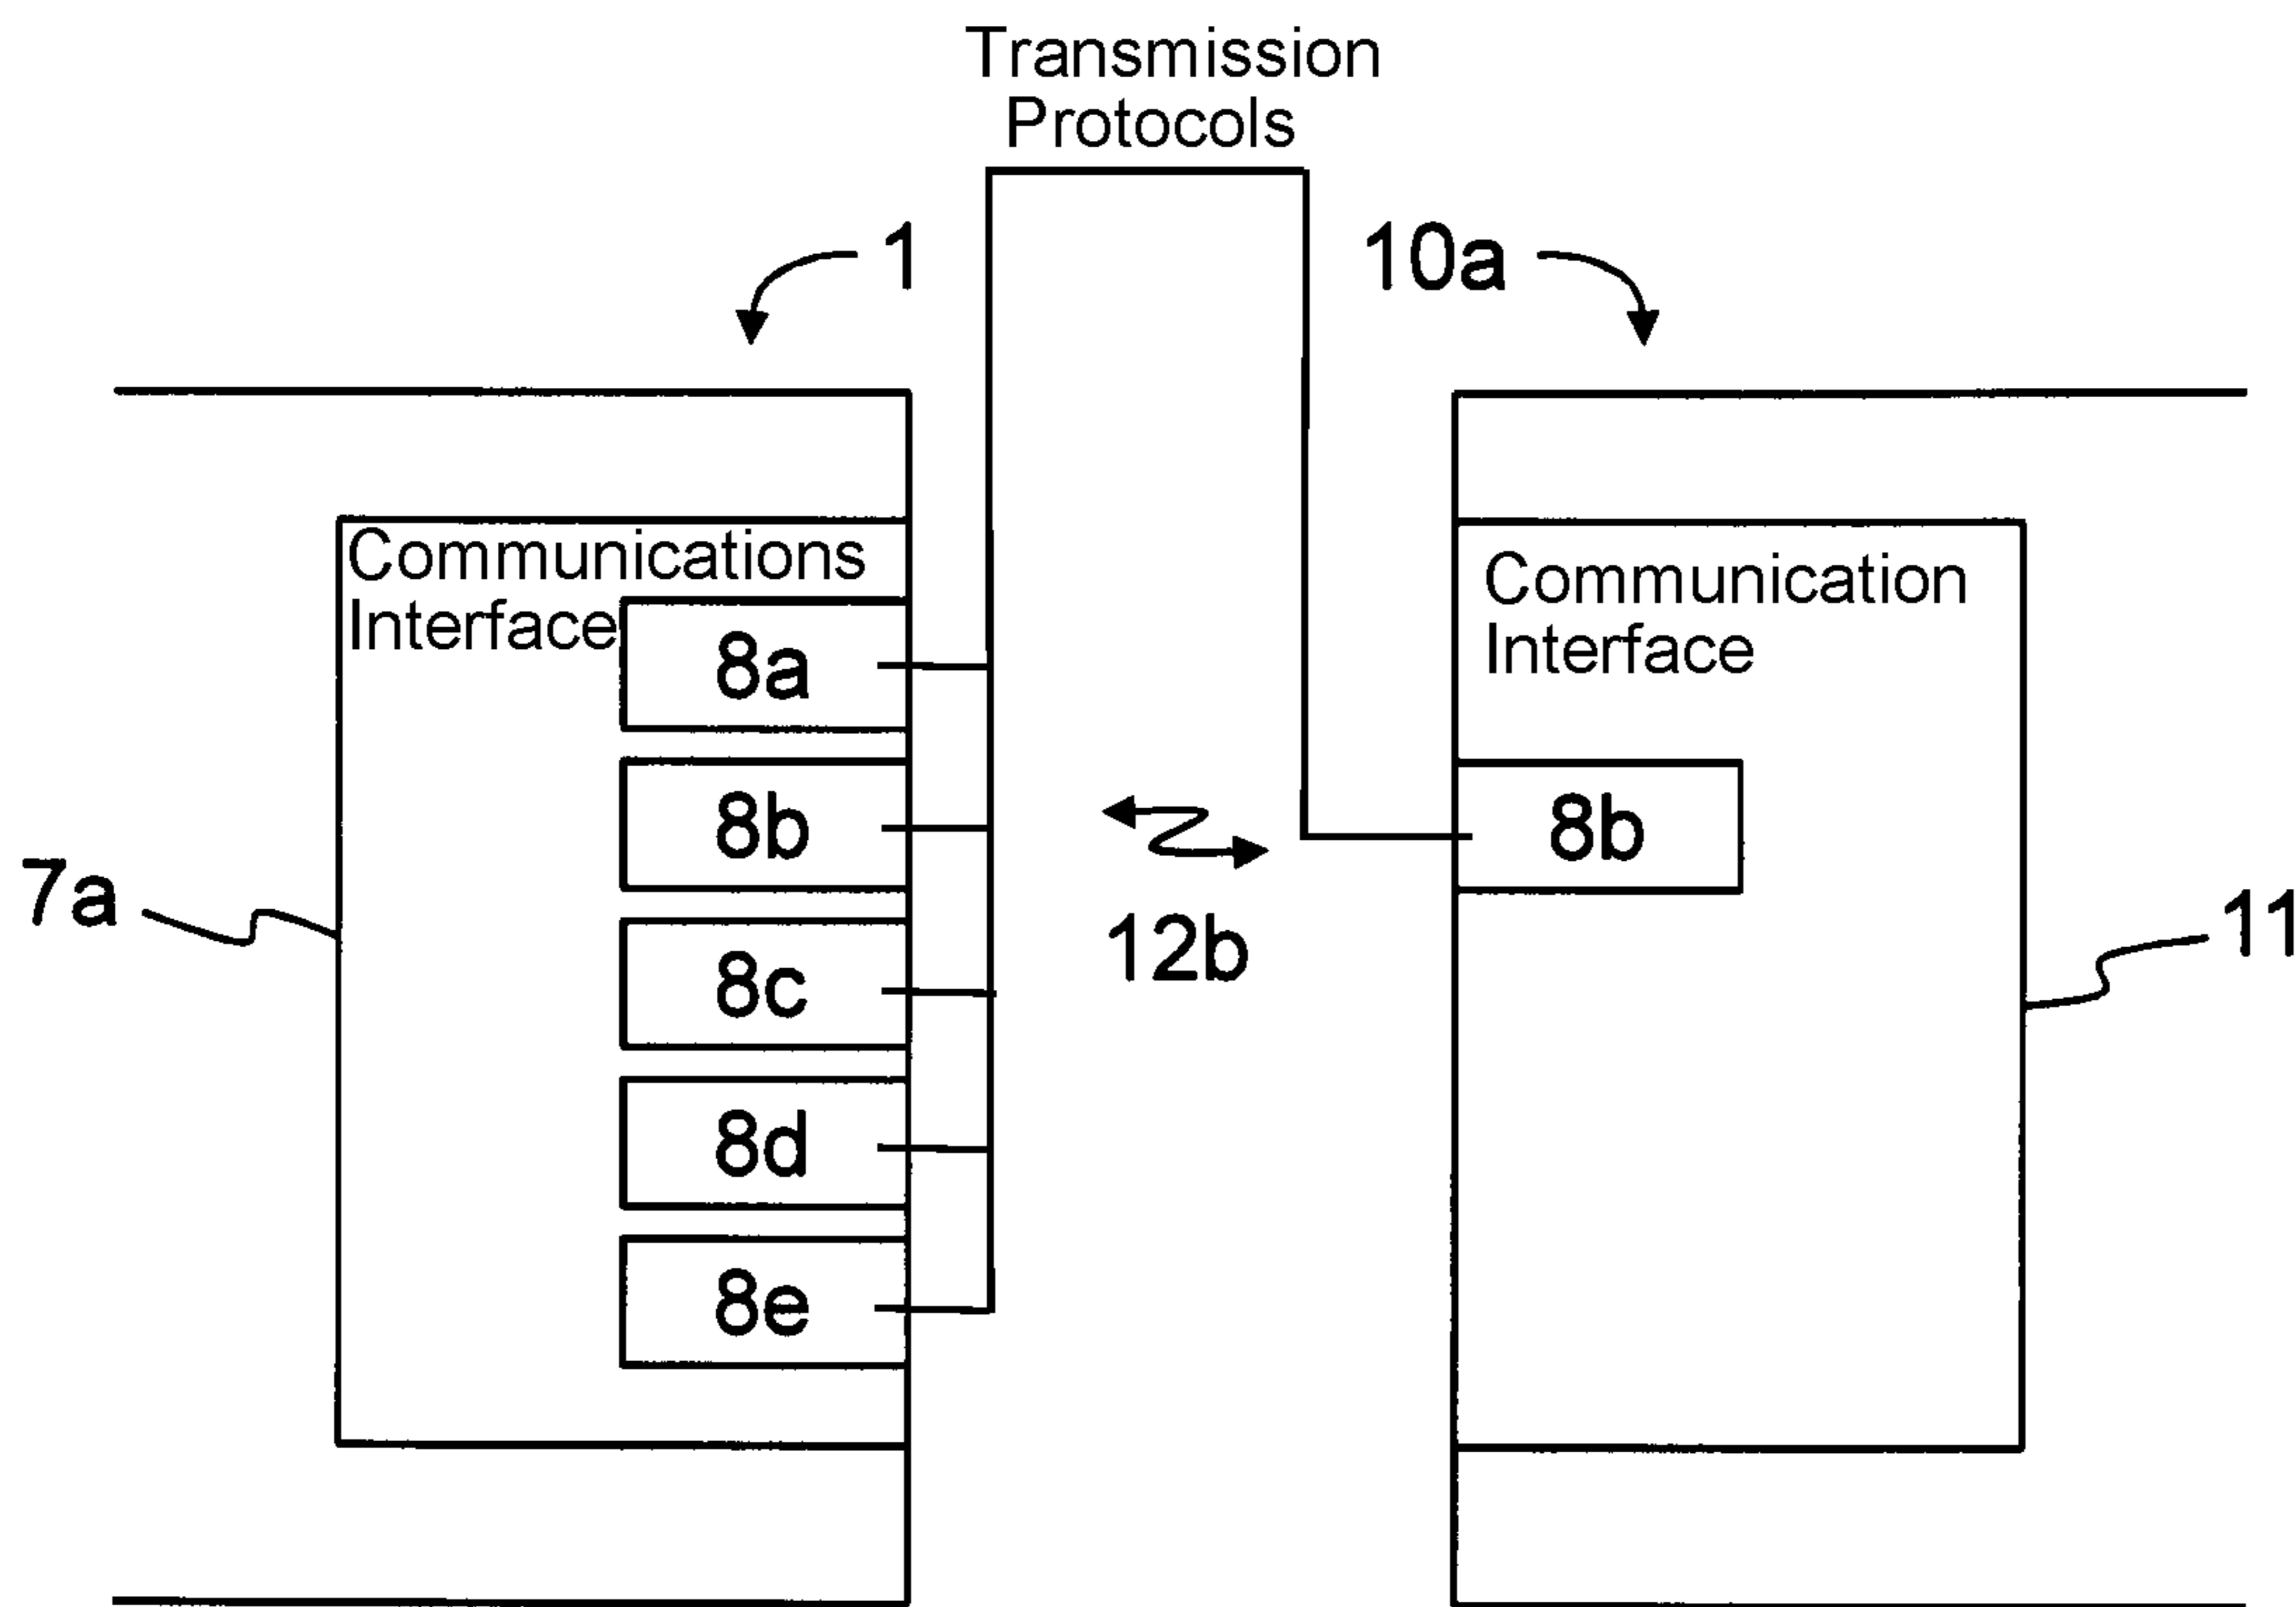 Transmission
Protocols
1
10a
Communications
Interface
8a
8b
8c
8d
8e
7a
12b
Communication
Interface
8b
11